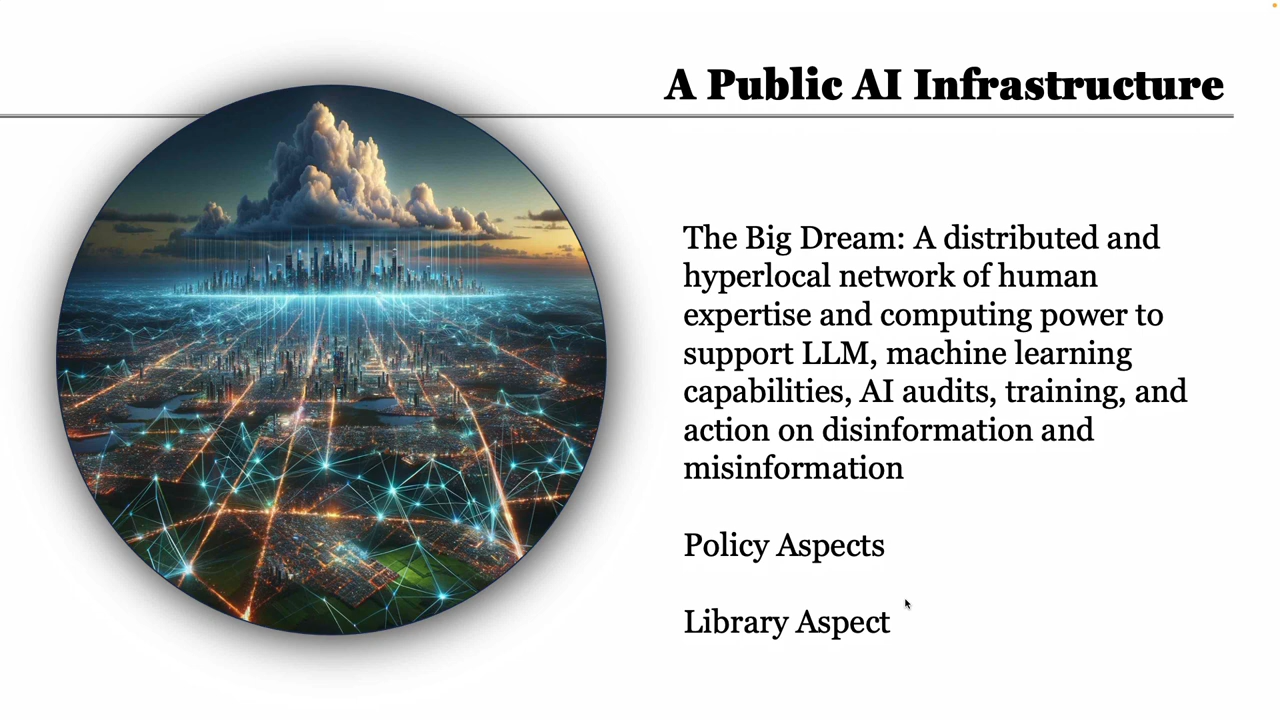 A Public AI Infrastructure
The Big Dream: A distributed and
hyperlocal network of human
expertise and computing power to
support LLM, machine learning
capabilities, AI audits, training, and
action on disinformation and
misinformation
Policy Aspects
Library Aspect